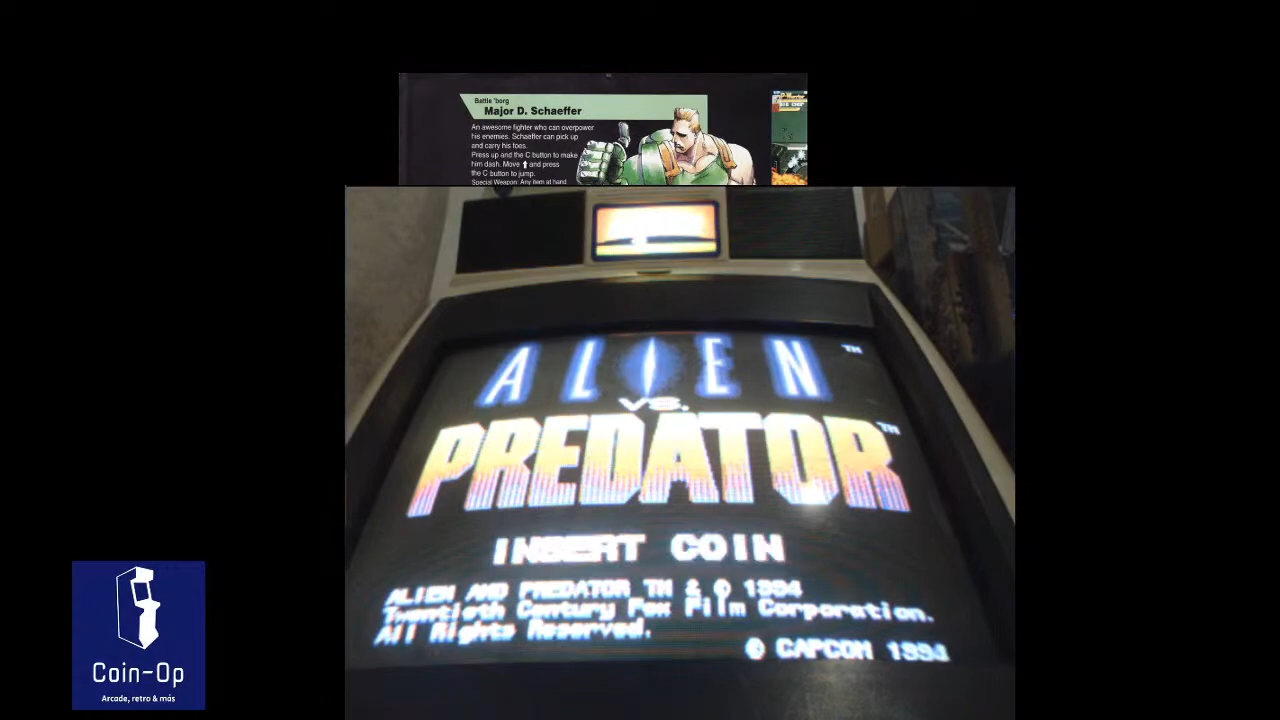 Battle 'borg
Major D. Schaeffer
An awesome fighter who can overpower
his enemies. Schaeffer can pick up
and carry his foes.
Press up and the C button to make
him dash. Move ⬆ and press
the C button to jump.
Special Weapon: Any item at hand
ALIEN TM
VS.
PREDATOR TM
INSERT COIN
ALIEN AND PREDATOR TM & © 1994
Twentieth Century Fox Film Corporation.
All Rights Reserved.
© CAPCOM 1994
Coin-Op
Arcade, retro & más